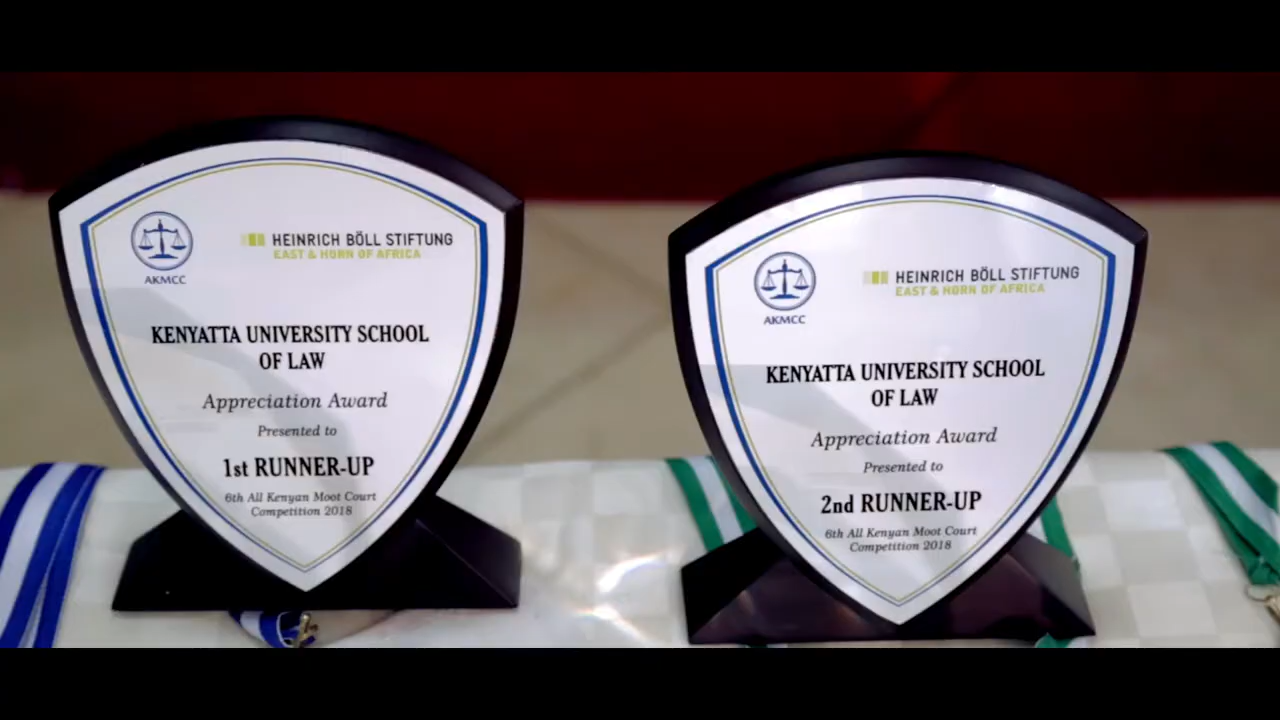 AKMCC
HEINRICH BÖLL STIFTUNG
EAST & HORN OF AFRICA
KENYATTA UNIVERSITY SCHOOL
OF LAW
Appreciation Award
Presented to
1st RUNNER-UP
6th All Kenyan Moot Court
Competition 2018
AKMCC
HEINRICH BÖLL STIFTUNG
EAST & HORN OF AFRICA
KENYATTA UNIVERSITY SCHOOL
OF LAW
Appreciation Award
Presented to
2nd RUNNER-UP
6th All Kenyan Moot Court
Competition 2018